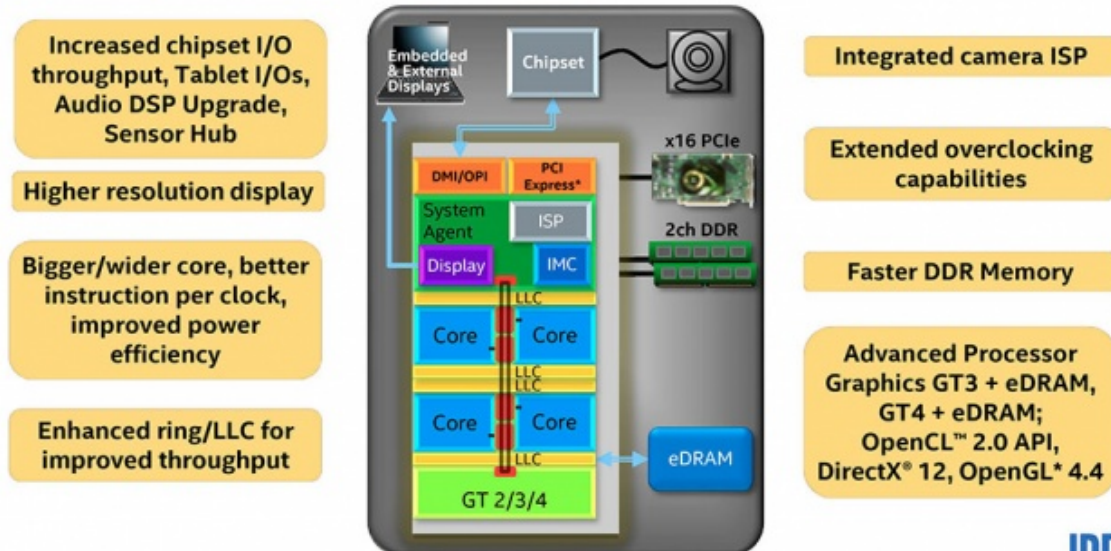 Increased chipset I/O
throughput, Tablet I/Os,
Audio DSP Upgrade,
Sensor Hub
Higher resolution display
Bigger/wider core, better
instruction per clock,
improved power
efficiency
Enhanced ring/LLC for
improved throughput
Embedded
& External
Displays
Chipset
x16 PCIe
DMI/OPI
PCI
Express*
System
Agent
ISP
2ch DDR
Display
IMC
LLC
Core
Core
LLC
LLC
Core
Core
LLC
GT 2/3/4
eDRAM
Integrated camera ISP
Extended overclocking
capabilities
Faster DDR Memory
Advanced Processor
Graphics GT3 + eDRAM,
GT4 + eDRAM;
OpenCL™ 2.0 API,
DirectX® 12, OpenGL* 4.4